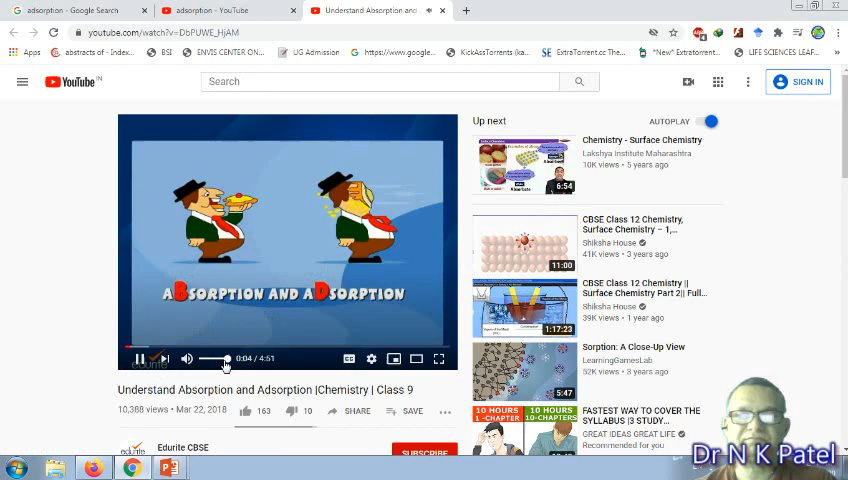 adsorption - Google Search
adsorption - YouTube
Understand Absorption and
youtube.com/watch?v=DbPUWE_HjAM
Apps
abstracts of - Index...
BSI
ENVIS CENTER ON...
UG Admission
https://www.google...
KickAssTorrents (ka...
ExtraTorrent.cc The...
*New* Extratorrent...
LIFE SCIENCES LEAF...
YouTube IN
Search
SIGN IN
ABSORPTION AND ADSORPTION
0:04 / 4:51
Understand Absorption and Adsorption |Chemistry | Class 9
10,388 views • Mar 22, 2018
163
10
SHARE
SAVE
edurite
Edurite CBSE
SUBSCRIBE
Up next
AUTOPLAY
Chemistry - Surface Chemistry
Lakshya Institute Maharashtra
10K views • 5 years ago
6:54
CBSE Class 12 Chemistry,
Surface Chemistry – 1,...
Shiksha House
41K views • 3 years ago
11:00
CBSE Class 12 Chemistry ||
Surface Chemistry Part 2|| Full...
Shiksha House
39K views • 1 year ago
1:17:23
Sorption: A Close-Up View
LearningGamesLab
52K views • 3 years ago
5:47
10 HOURS
1-CHAPTER
10 HOURS
10-CHAPTERS
FASTEST WAY TO COVER THE
SYLLABUS |3 STUDY...
GREAT IDEAS GREAT LIFE
Recommended for you
Dr N K Patel